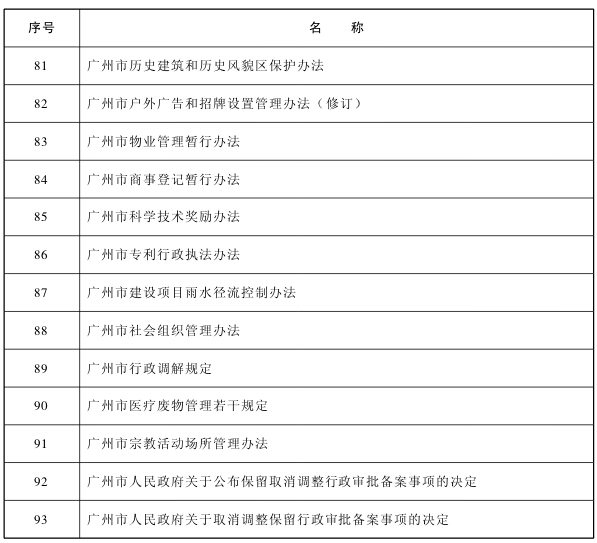 序号 名 称
81 广州市历史建筑和历史风貌区保护办法
82 广州市户外广告和招牌设置管理办法（修订）
83 广州市物业管理暂行办法
84 广州市商事登记暂行办法
85 广州市科学技术奖励办法
86 广州市专利行政执法办法
87 广州市建设项目雨水径流控制办法
88 广州市社会组织管理办法
89 广州市行政调解规定
90 广州市医疗废物管理若干规定
91 广州市宗教活动场所管理办法
92 广州市人民政府关于公布保留取消调整行政审批备案事项的决定
93 广州市人民政府关于取消调整保留行政审批备案事项的决定